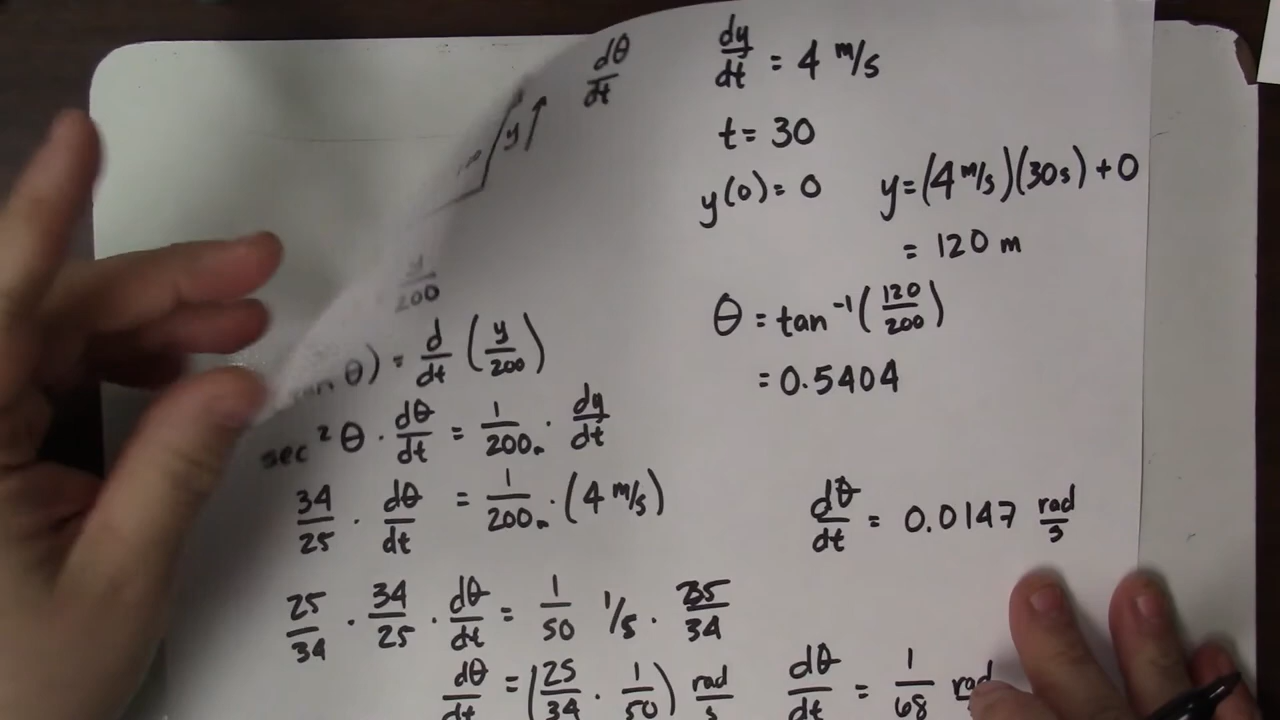 dθ/dt
y
y/200
θ) = d/dt (y/200)
sec² θ · dθ/dt = 1/200m · dy/dt
34/25 · dθ/dt = 1/200m · (4 m/s)
25/34 · 34/25 · dθ/dt = 1/50 1/s · 25/34
dθ/dt = (25/34 · 1/50) rad/s
dy/dt = 4 m/s
t = 30
y(0) = 0
y = (4 m/s)(30s) + 0
= 120 m
θ = tan⁻¹(120/200)
= 0.5404
dθ/dt = 0.0147 rad/s
dθ/dt = 1/68 rad